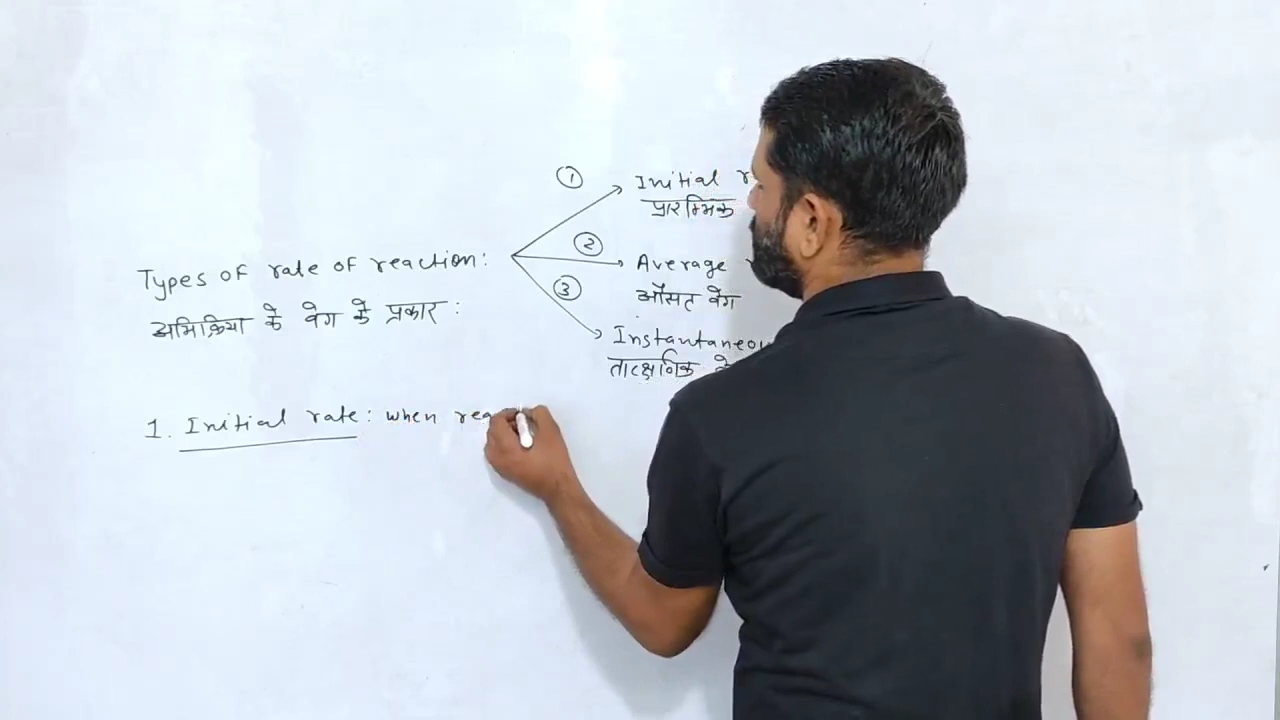 ① Initial
प्रारम्भिक
Types of rate of reaction:
अभिक्रिया के वेग के प्रकार :
② Average
औसत वेग
③
तात्क्षणिक
1. Initial rate: when